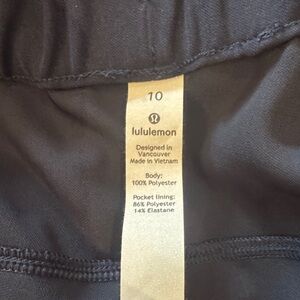 10
lululemon
Designed in
Vancouver
Made in Vietnam
Body:
100% Polyester
Pocket lining:
86% Polyester
14% Elastane